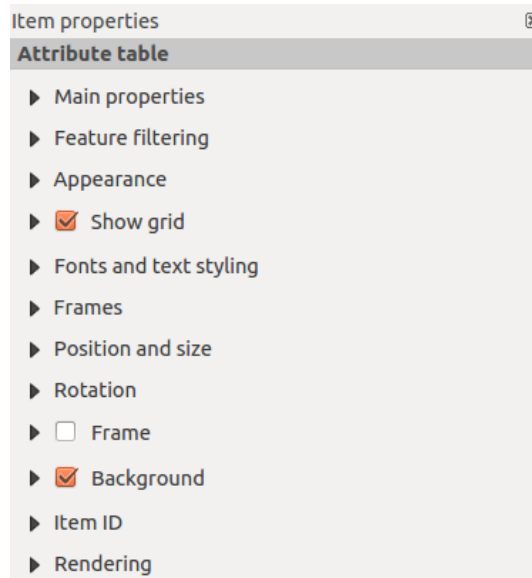 Item properties
Attribute table
Main properties
Feature filtering
Appearance
Show grid
Fonts and text styling
Frames
Position and size
Rotation
Frame
Background
Item ID
Rendering